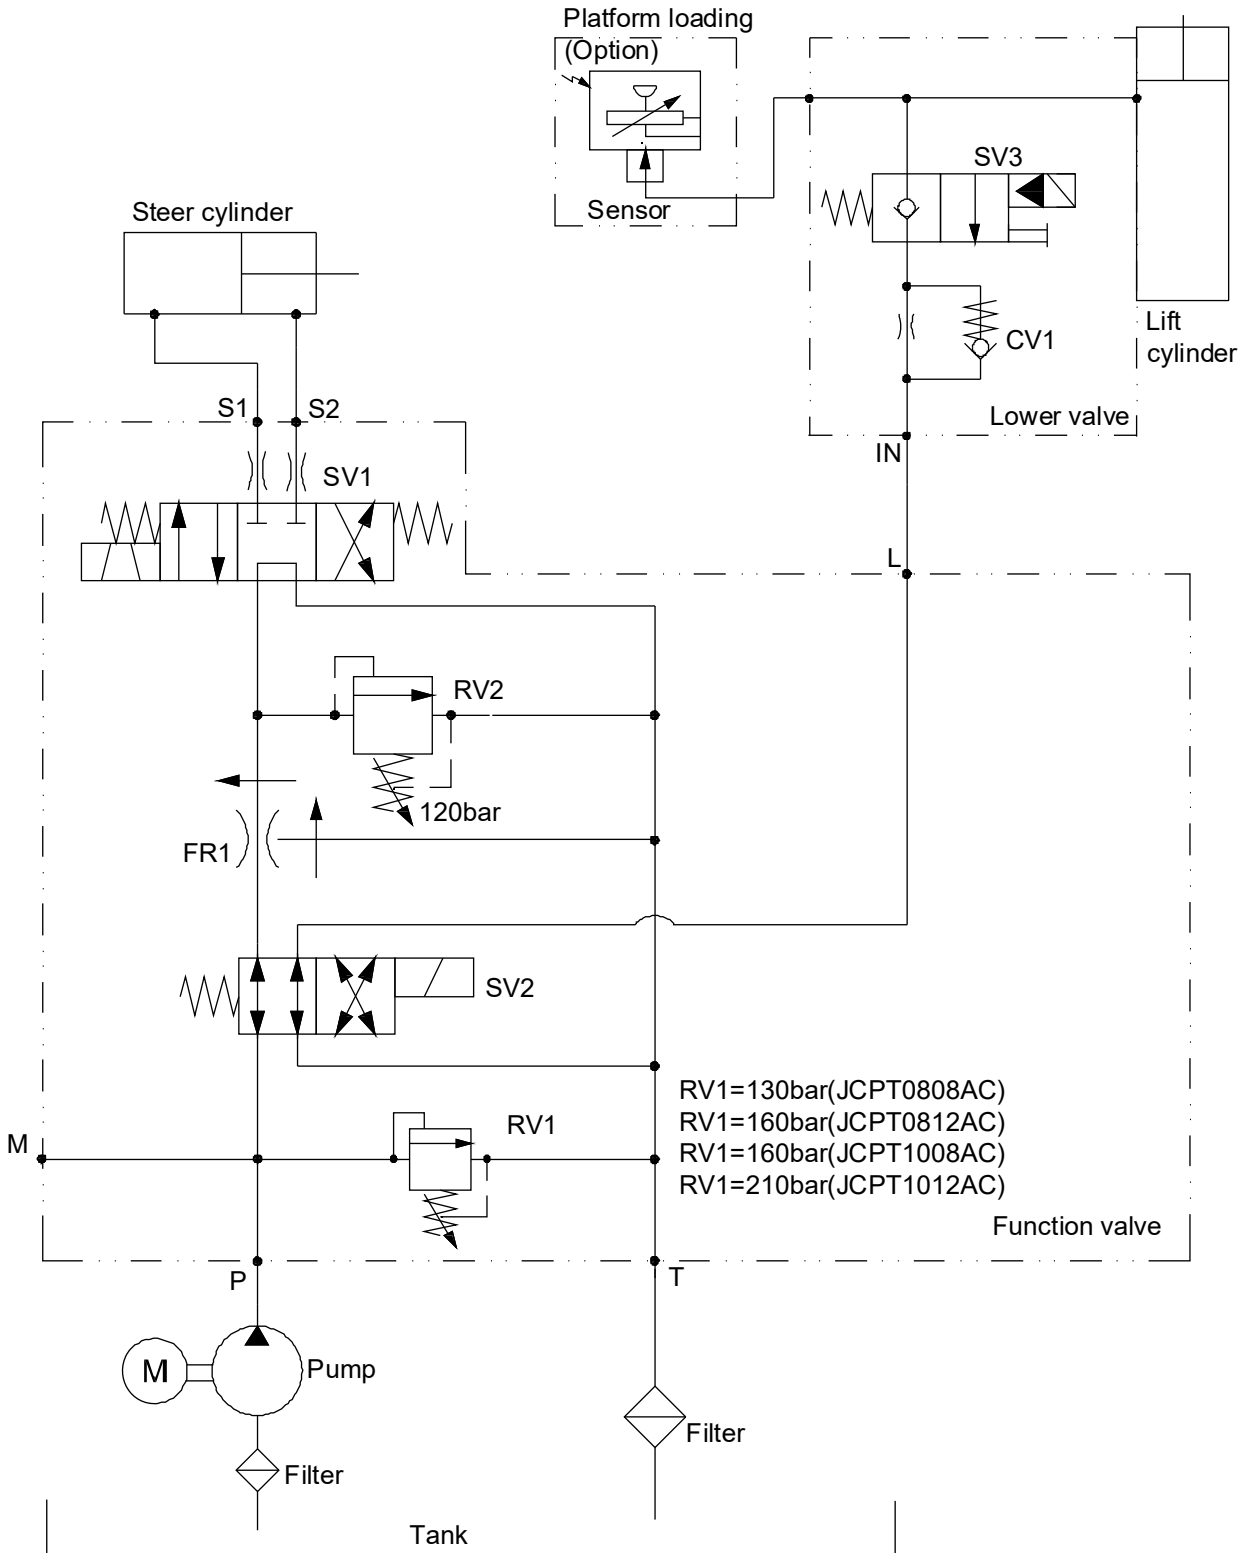 Platform loading
(Option)
SV3
Sensor
Steer cylinder
Lift
cylinder
CV1
S1
S2
Lower valve
IN
SV1
L
RV2
120bar
FR1
SV2
RV1=130bar(JCPT0808AC)
RV1=160bar(JCPT0812AC)
RV1=160bar(JCPT1008AC)
RV1=210bar(JCPT1012AC)
RV1
M
Function valve
P
T
M
Pump
Filter
Filter
Tank